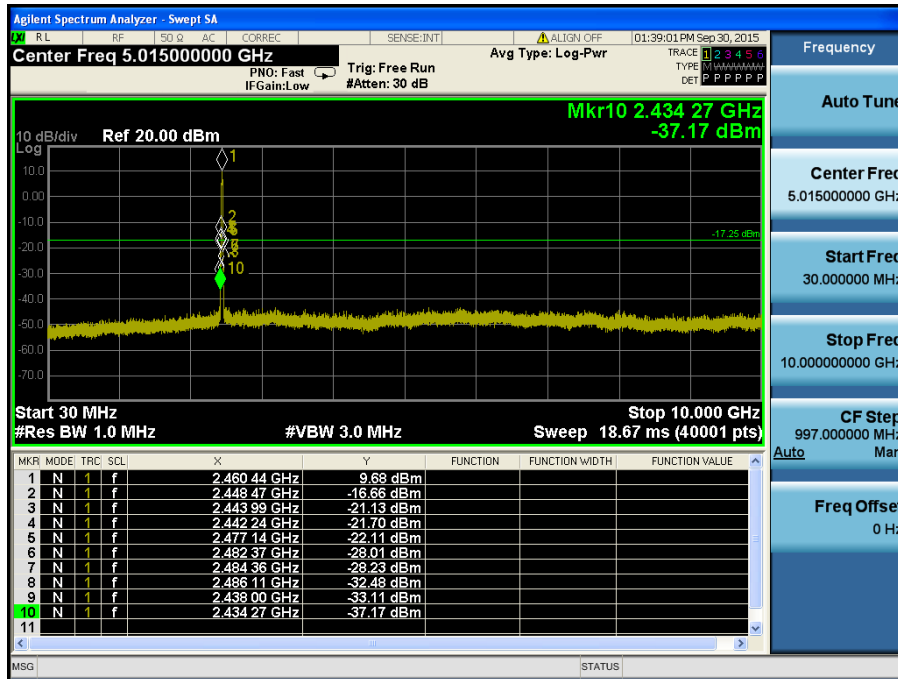 Agilent Spectrum Analyzer - Swept SA
LXI RL RF 50 Ω AC CORREC SENSE:INT ALIGN OFF 01:39:01 PM Sep 30, 2015
Center Freq 5.015000000 GHz
PNO: Fast
IFGain:Low
Trig: Free Run
#Atten: 30 dB
Avg Type: Log-Pwr
TRACE 1 2 3 4 5 6
TYPE M
DET P P P P P P
Mkr10 2.434 27 GHz
-37.17 dBm
10 dB/div Ref 20.00 dBm
Log
10.0
0.00
-10.0
-20.0
-30.0
-40.0
-50.0
-60.0
-70.0
1
2
10
-17.25 dBm
Start 30 MHz Stop 10.000 GHz
#Res BW 1.0 MHz #VBW 3.0 MHz Sweep 18.67 ms (40001 pts)
MKR MODE TRC SCL X Y FUNCTION FUNCTION WIDTH FUNCTION VALUE
1 N 1 f 2.460 44 GHz 9.68 dBm
2 N 1 f 2.448 47 GHz -16.66 dBm
3 N 1 f 2.443 99 GHz -21.13 dBm
4 N 1 f 2.442 24 GHz -21.70 dBm
5 N 1 f 2.477 14 GHz -22.11 dBm
6 N 1 f 2.482 37 GHz -28.01 dBm
7 N 1 f 2.484 36 GHz -28.23 dBm
8 N 1 f 2.486 11 GHz -32.48 dBm
9 N 1 f 2.438 00 GHz -33.11 dBm
10 N 1 f 2.434 27 GHz -37.17 dBm
11
MSG STATUS
Frequency
Auto Tune
Center Freq
5.015000000 GHz
Start Freq
30.000000 MHz
Stop Freq
10.000000000 GHz
CF Step
997.000000 MHz
Auto Man
Freq Offset
0 Hz